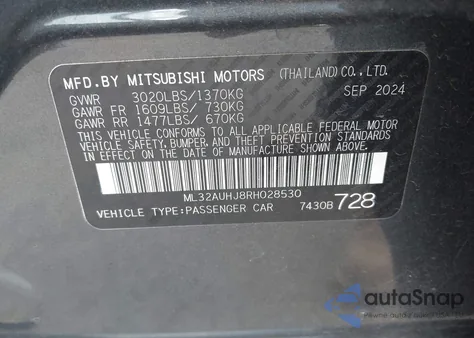 MFD.BY MITSUBISHI MOTORS (THAILAND)CO.,LTD.
GVWR 3020LBS/1370KG SEP 2024
GAWR FR 1609LBS/ 730KG
GAWR RR 1477LBS/ 670KG
THIS VEHICLE CONFORMS TO ALL APPLICABLE FEDERAL MOTOR
VEHICLE SAFETY,BUMPER,AND THEFT PREVENTION STANDARDS
IN EFFECT ON THE DATE OF MANUFACTURE SHOWN ABOVE.
ML32AUHJ8RH028530
VEHICLE TYPE:PASSENGER CAR 7430B 728
autoSnap